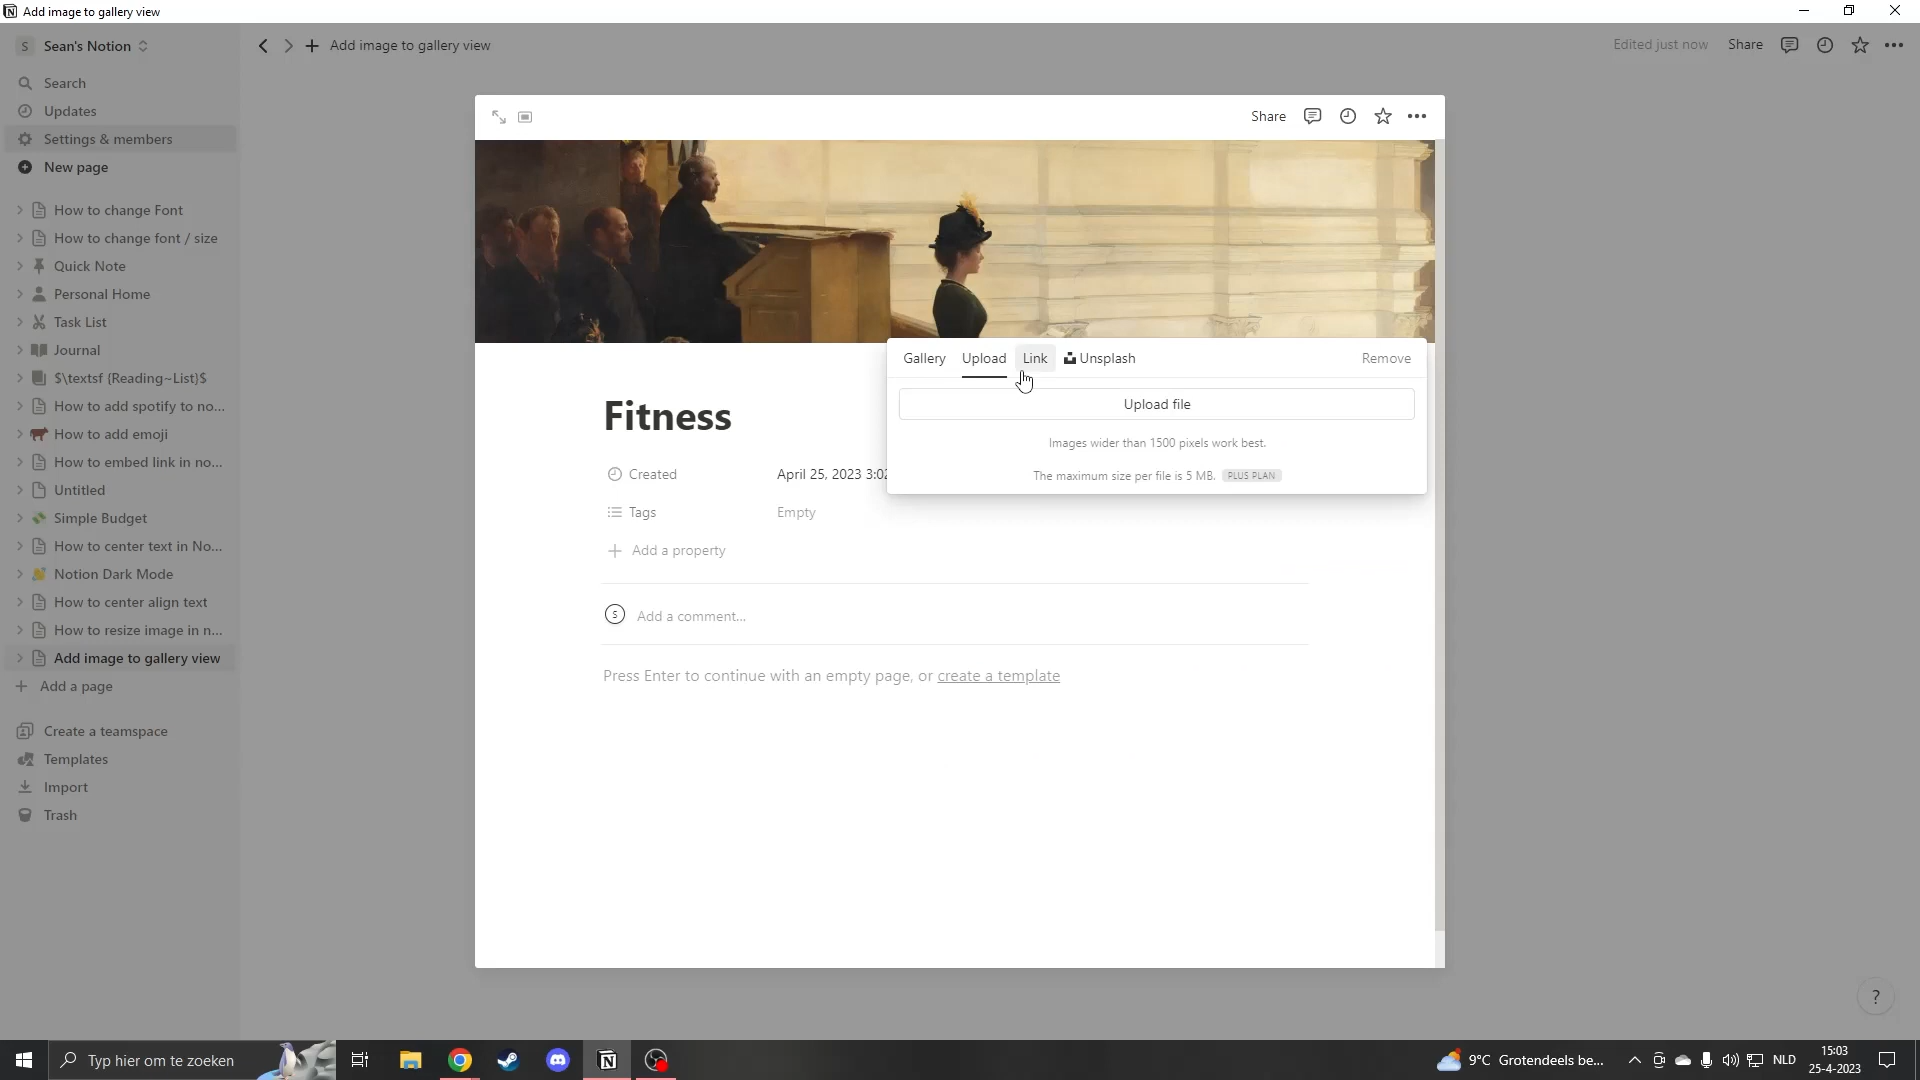 Add image to gallery view
S Sean's Notion
Add image to gallery view
Edited just now Share
Search
Updates
Settings & members
New page
How to change Font
How to change font / size
Quick Note
Personal Home
Task List
Journal
$\textsf {Reading~List}$
How to add spotify to no...
How to add emoji
How to embed link in no...
Untitled
Simple Budget
How to center text in No...
Notion Dark Mode
How to center align text
How to resize image in n...
Add image to gallery view
Add a page
Create a teamspace
Templates
Import
Trash
Share
Gallery Upload Link Unsplash Remove
Upload file
Images wider than 1500 pixels work best.
The maximum size per file is 5 MB. PLUS PLAN
Fitness
Created April 25, 2023 3:02
Tags Empty
Add a property
S Add a comment...
Press Enter to continue with an empty page, or create a template
?
Typ hier om te zoeken
9°C Grotendeels be...
NLD
15:03
25-4-2023